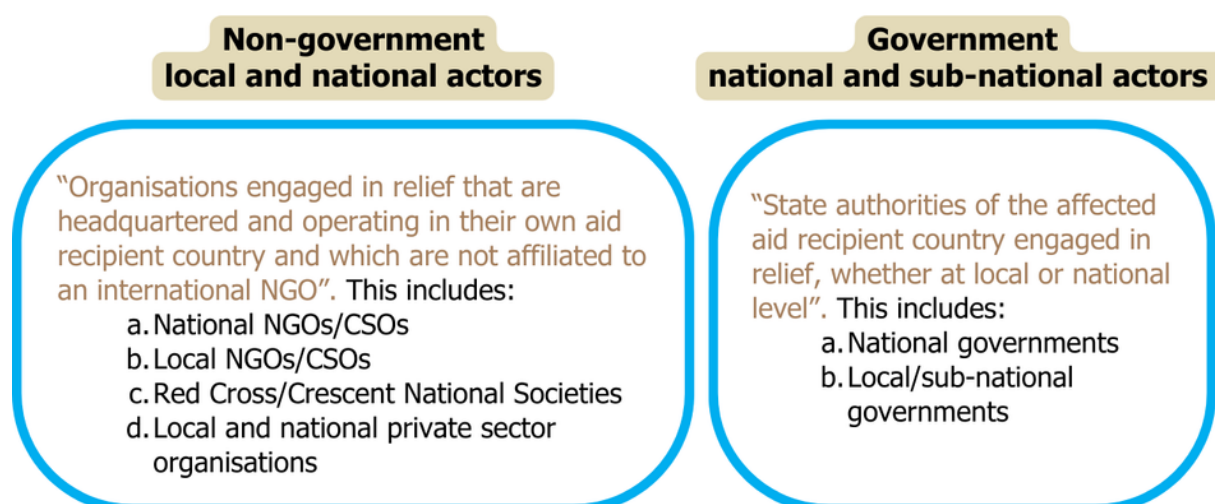 Non-government
local and national actors
“Organisations engaged in relief that are
headquartered and operating in their own aid
recipient country and which are not affiliated to
an international NGO”. This includes:
a. National NGOs/CSOs
b. Local NGOs/CSOs
c. Red Cross/Crescent National Societies
d. Local and national private sector
organisations
Government
national and sub-national actors
“State authorities of the affected
aid recipient country engaged in
relief, whether at local or national
level”. This includes:
a. National governments
b. Local/sub-national
governments